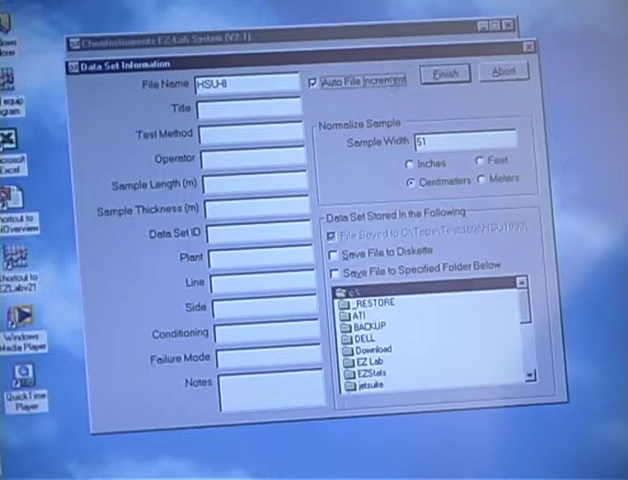 ChemInstruments EZ-Lab System (V2.1)
Data Set Information
File Name HSU-8
Auto File Increment
Finish
Abort
Title
Test Method
Operator
Sample Length (m)
Sample Thickness (m)
Data Set ID
Plant
Line
Side
Conditioning
Failure Mode
Notes
Normalize Sample
Sample Width 51
Inches
Feet
Centimeters
Meters
Data Set Stored in the Following
Save File to Diskette
Save File to Specified Folder Below
c:\
_RESTORE
ATI
BACKUP
DELL
Download
EZ Lab
EZStats
jetsuite
Excel
Shortcut to
EZLabv21
Windows
Media Player
QuickTime
Player